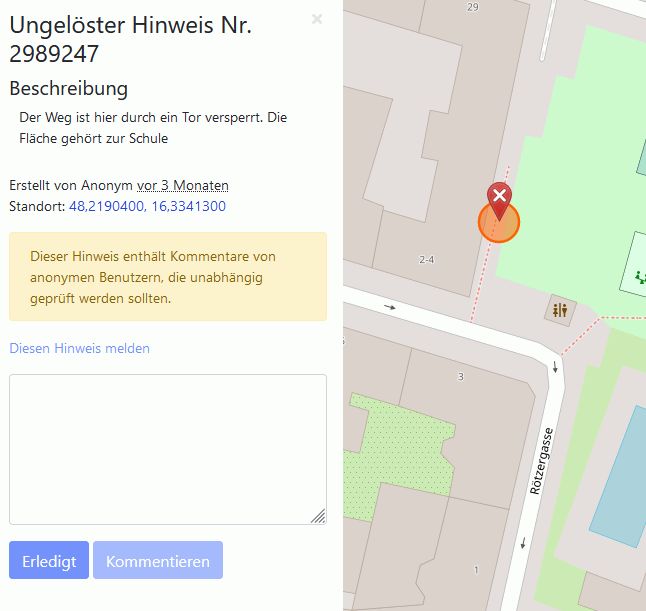 Ungelöster Hinweis Nr.
2989247
×
Beschreibung
Der Weg ist hier durch ein Tor versperrt. Die
Fläche gehört zur Schule
Erstellt von Anonym vor 3 Monaten
Standort: 48,2190400, 16,3341300
Dieser Hinweis enthält Kommentare von
anonymen Benutzern, die unabhängig
geprüft werden sollten.
Diesen Hinweis melden
Erledigt
Kommentieren
29
2-4
3
Rötzergasse
1